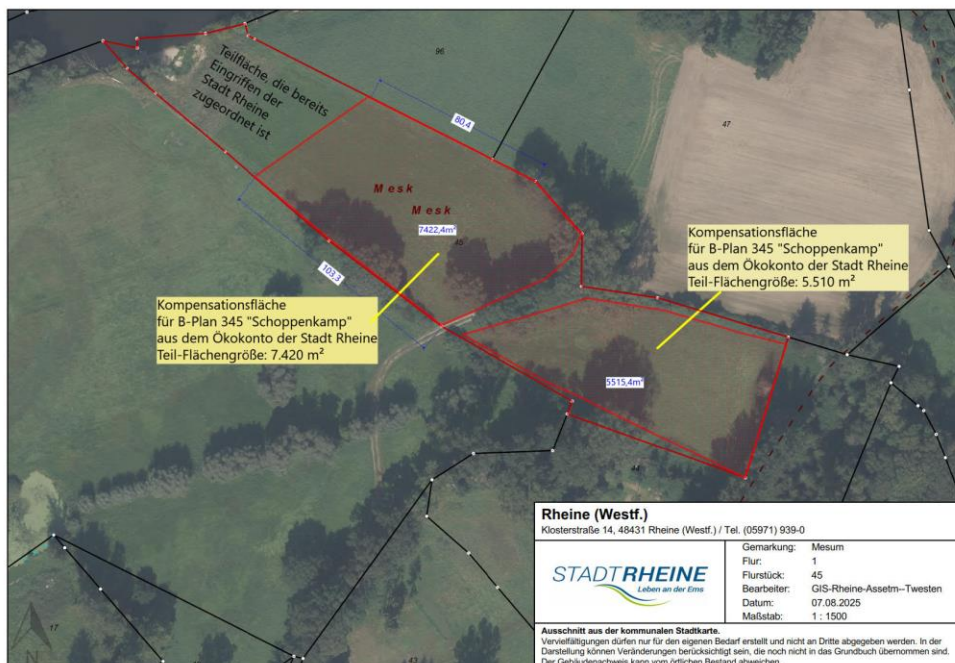 Teilfläche, die bereits
Eingriffen der
Stadt Rheine
zugeordnet ist
96
47
80,4
Mesk
Mesk
7422,4m²
45
103,3
Kompensationsfläche
für B-Plan 345 "Schoppenkamp"
aus dem Ökokonto der Stadt Rheine
Teil-Flächengröße: 5.510 m²
Kompensationsfläche
für B-Plan 345 "Schoppenkamp"
aus dem Ökokonto der Stadt Rheine
Teil-Flächengröße: 7.420 m²
5515,4m²
44
17
43
Rheine (Westf.)
Klosterstraße 14, 48431 Rheine (Westf.) / Tel. (05971) 939-0
STADTRHEINE
Leben an der Ems
Gemarkung: Mesum
Flur: 1
Flurstück: 45
Bearbeiter: GIS-Rheine-Assetm--Twesten
Datum: 07.08.2025
Maßstab: 1 : 1500
Ausschnitt aus der kommunalen Stadtkarte.
Vervielfältigungen dürfen nur für den eigenen Bedarf erstellt und nicht an Dritte abgegeben werden. In der
Darstellung können Veränderungen berücksichtigt sein, die noch nicht in das Grundbuch übernommen sind.
Der Gebäudenachweis kann vom örtlichen Bestand abweichen.